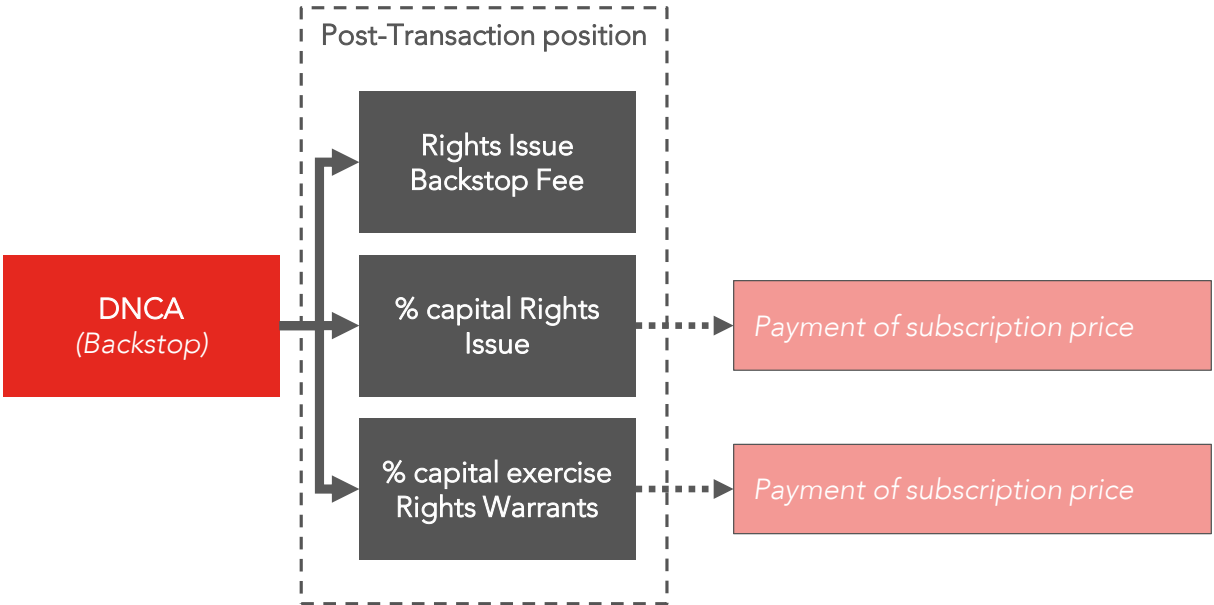 Post-Transaction position
Rights Issue
Backstop Fee
DNCA
(Backstop)
% capital Rights
Issue
Payment of subscription price
% capital exercise
Rights Warrants
Payment of subscription price